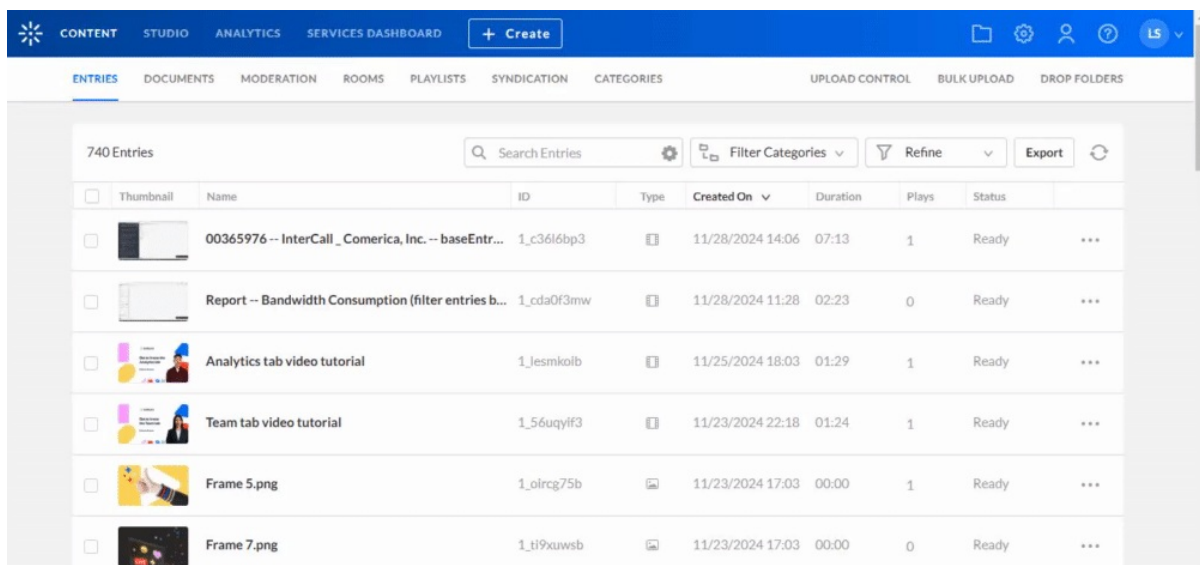 CONTENT STUDIO ANALYTICS SERVICES DASHBOARD + Create LS
ENTRIES DOCUMENTS MODERATION ROOMS PLAYLISTS SYNDICATION CATEGORIES UPLOAD CONTROL BULK UPLOAD DROP FOLDERS
740 Entries Search Entries Filter Categories Refine Export
Thumbnail Name ID Type Created On Duration Plays Status
00365976 -- InterCall _ Comerica, Inc. -- baseEntr... 1_c36l6bp3 11/28/2024 14:06 07:13 1 Ready
Report -- Bandwidth Consumption (filter entries b... 1_cda0f3mw 11/28/2024 11:28 02:23 0 Ready
Analytics tab video tutorial 1_lesmkolb 11/25/2024 18:03 01:29 1 Ready
Team tab video tutorial 1_56uqylf3 11/23/2024 22:18 01:24 1 Ready
Frame 5.png 1_olrcg75b 11/23/2024 17:03 00:00 1 Ready
Frame 7.png 1_ti9xuwsb 11/23/2024 17:03 00:00 0 Ready